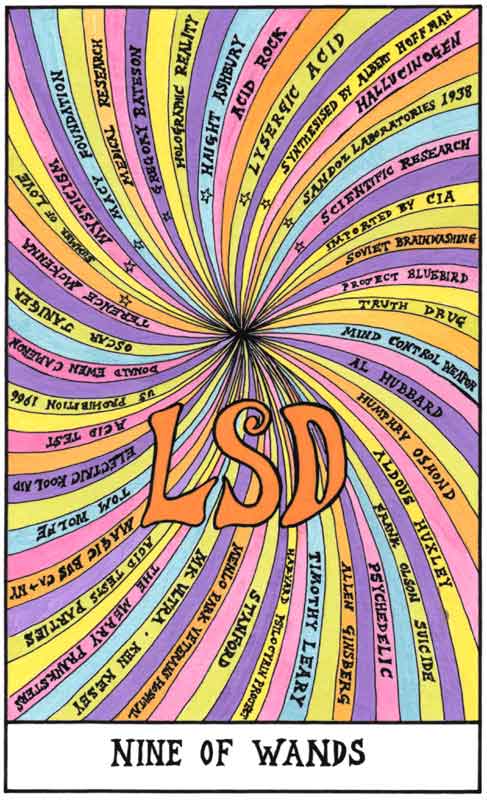 HOLOGRAPHIC REALITY
HAIGHT ASHBURY
ACID ROCK
LYSERGIC ACID
SYNTHESISED BY ALBERT HOFFMAN
HALLUCINOGEN
SANDOZ LABORATORIES 1938
SCIENTIFIC RESEARCH
IMPORTED BY CIA
SOVIET BRAINWASHING
PROJECT BLUEBIRD
TRUTH DRUG
MIND CONTROL WEAPON
AL HUBBARD
HUMPHRY OSMOND
ALDOUS HUXLEY
FRANK OLSON SUICIDE
PSYCHEDELIC
ALLEN GINSBERG
TIMOTHY LEARY
HARVARD PSILOCYBIN PROJECT
STANFORD
MENLO PARK VETERANS HOSPITAL
MK ULTRA · KEN KESEY
THE MERRY PRANKSTERS
ACID TESTS PARTIES
MAGIC BUS CA→NY
TOM WOLFE
ELECTRIC KOOL AID
ACID TEST
US PROHIBITION 1966
DONALD EWEN CAMERON
OSCAR JANIGER
TERENCE MCKENNA
SUMMER OF LOVE
MYSTICISM
MACY FOUNDATION
MEDICAL RESEARCH
GREGORY BATESON
LSD
NINE OF WANDS